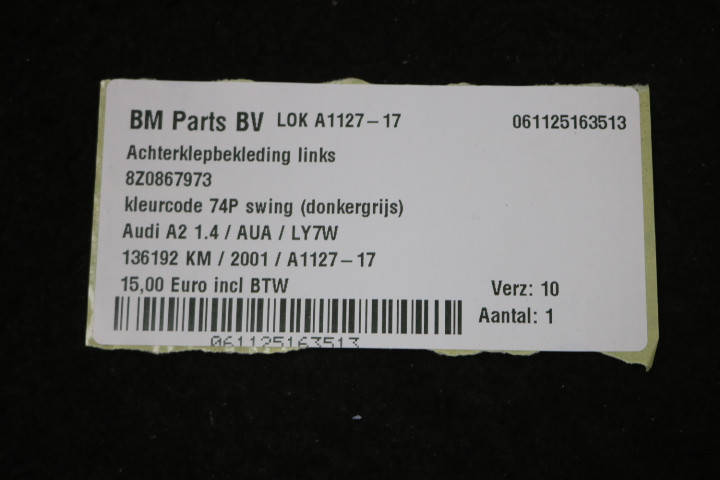 BM Parts BV LOK A1127-17 061125163513
Achterklepbekleding links
8Z0867973
kleurcode 74P swing (donkergrijs)
Audi A2 1.4 / AUA / LY7W
136192 KM / 2001 / A1127-17
15,00 Euro incl BTW Verz: 10
Aantal: 1
061125163513